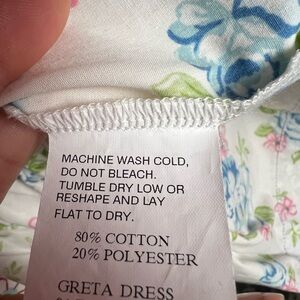 MACHINE WASH COLD,
DO NOT BLEACH.
TUMBLE DRY LOW OR
RESHAPE AND LAY
FLAT TO DRY.
80% COTTON
20% POLYESTER
GRETA DRESS